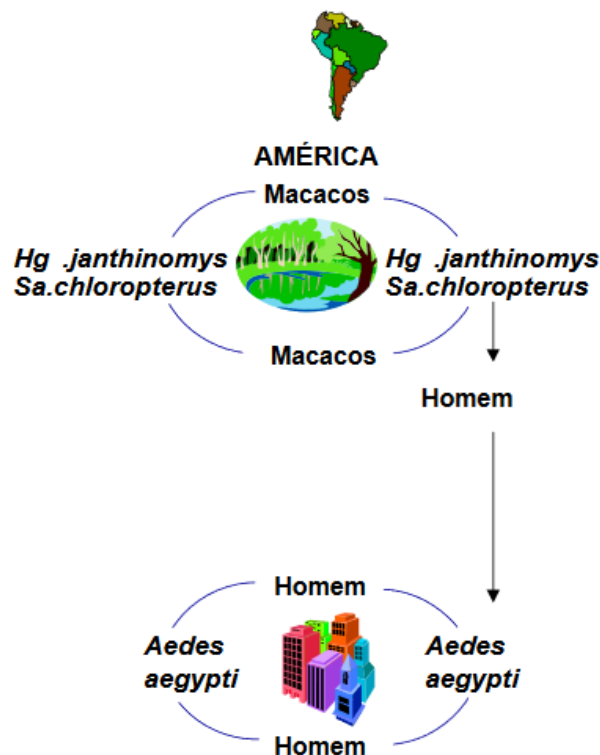 AMÉRICA
Macacos
Hg .janthinomys
Sa.chloropterus
Hg .janthinomys
Sa.chloropterus
Macacos
Homem
Homem
Aedes
aegypti
Aedes
aegypti
Homem